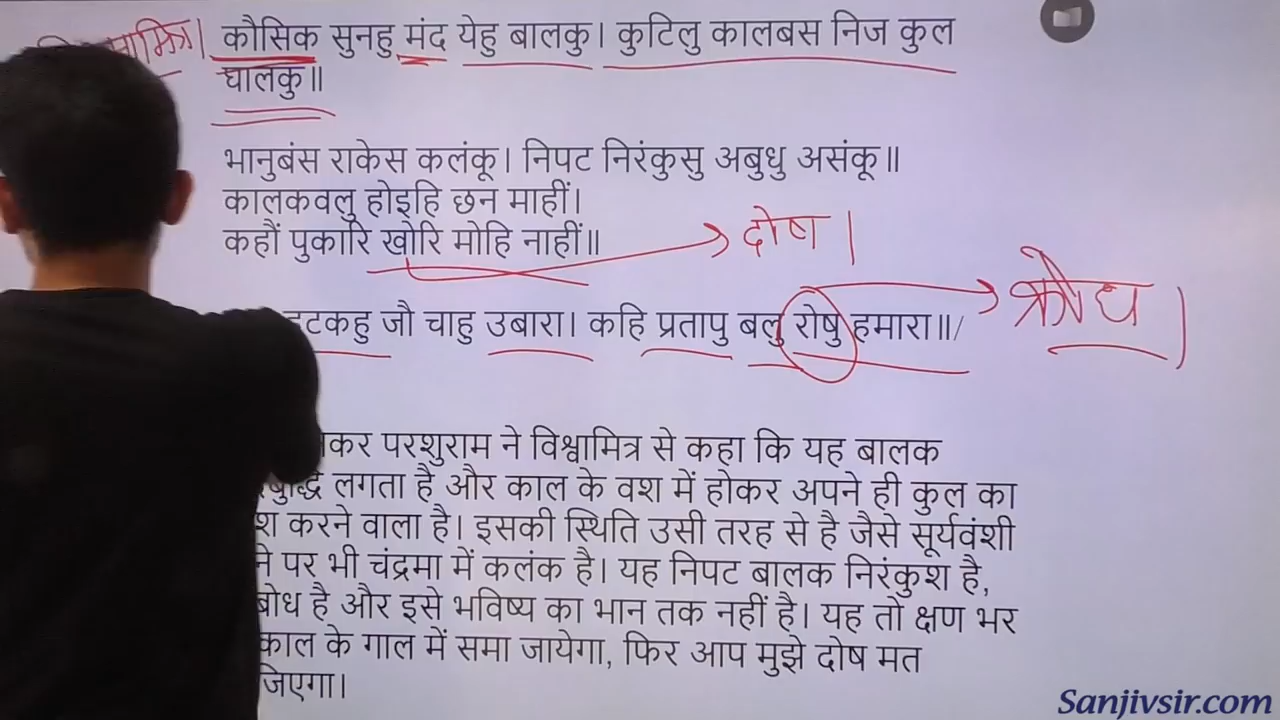 कौसिक सुनहु मंद येहु बालकु। कुटिलु कालबस निज कुल
घालकु॥
भानुबंस राकेस कलंकू। निपट निरंकुसु अबुधु असंकू॥
कालकवलु होइहि छन माहीं।
कहौं पुकारि खोरि मोहि नाहीं॥
दोष।
हटकहु जौ चाहु उबारा। कहि प्रतापु बलु रोषु हमारा॥
क्रोध।
कर परशुराम ने विश्वामित्र से कहा कि यह बालक
लगता है और काल के वश में होकर अपने ही कुल का
करने वाला है। इसकी स्थिति उसी तरह से है जैसे सूर्यवंशी
पर भी चंद्रमा में कलंक है। यह निपट बालक निरंकुश है,
है और इसे भविष्य का भान तक नहीं है। यह तो क्षण भर
काल के गाल में समा जायेगा, फिर आप मुझे दोष मत
Sanjivsir.com